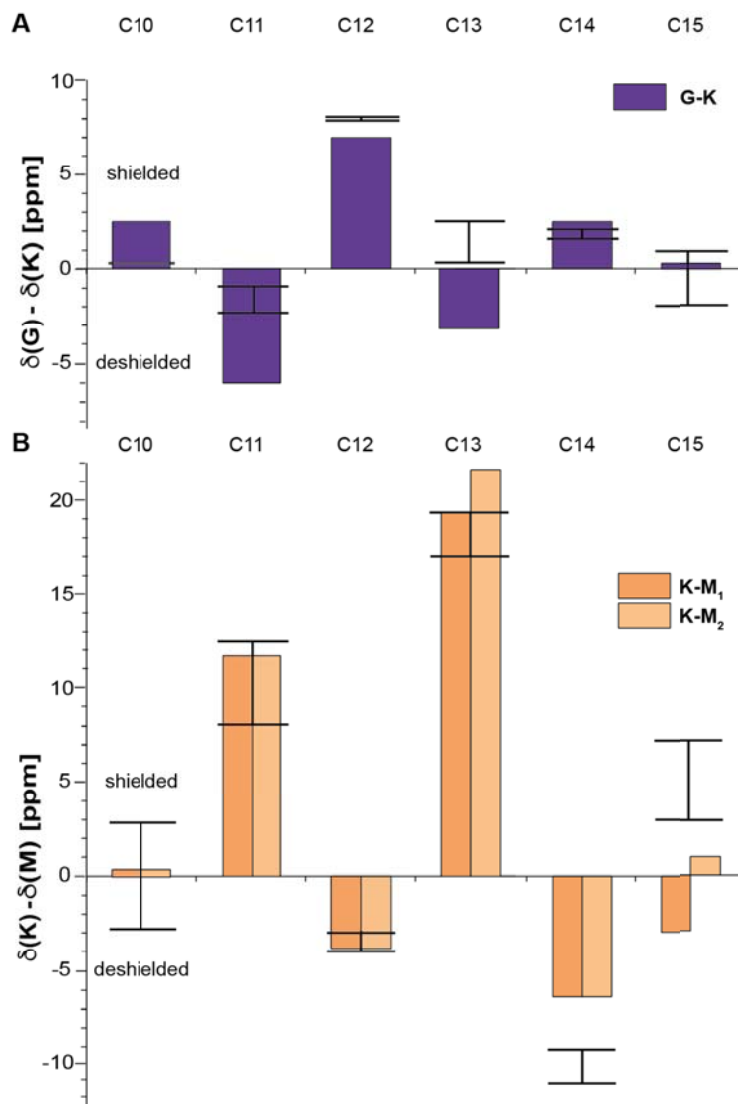 A
C10 C11 C12 C13 C14 C15
10
G-K
shielded
5
0
δ(G) - δ(K) [ppm]
-5
deshielded
B
C10 C11 C12 C13 C14 C15
20
15
K-M₁
K-M₂
10
shielded
5
0
δ(K) -δ(M) [ppm]
-5
deshielded
-10